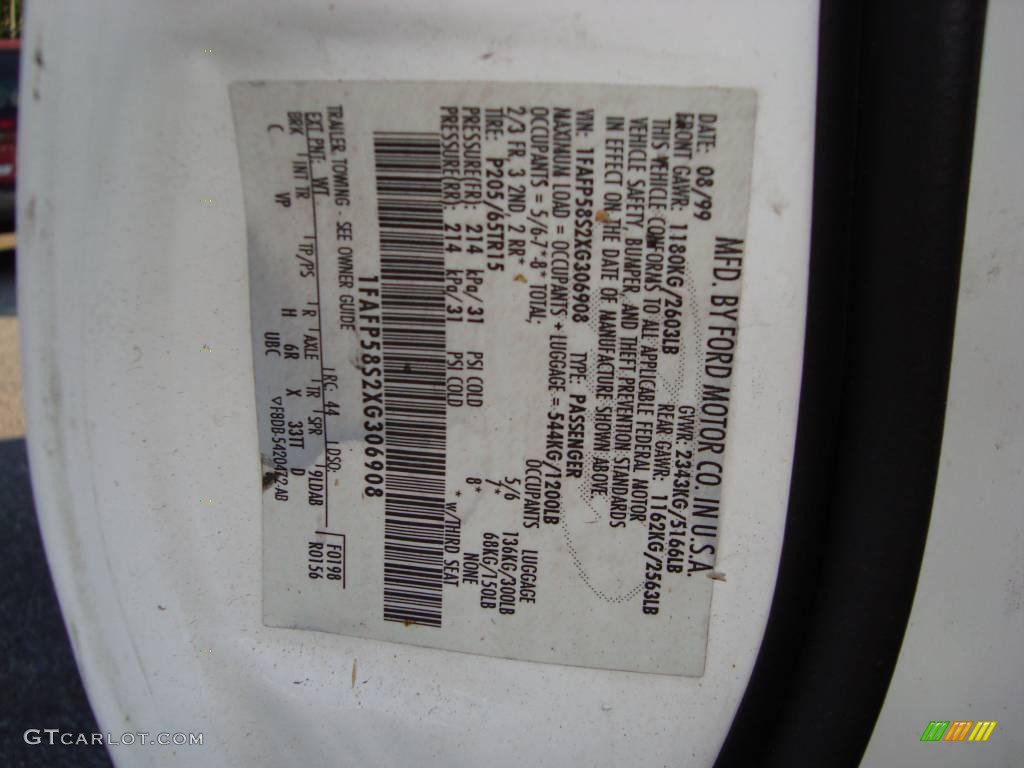 MFD. BY FORD MOTOR CO. IN U.S.A.
DATE: 08/99 GVWR: 2343KG/5166LB
FRONT GAWR: 1180KG/2603LB REAR GAWR: 1162KG/2563LB
THIS VEHICLE CONFORMS TO ALL APPLICABLE FEDERAL MOTOR
VEHICLE SAFETY, BUMPER, AND THEFT PREVENTION STANDARDS
IN EFFECT ON THE DATE OF MANUFACTURE SHOWN ABOVE
VIN: 1FAFP58S2XG306908 TYPE: PASSENGER
MAXIMUM LOAD = OCCUPANTS + LUGGAGE = 544KG/1200LB
OCCUPANTS = 5/6-7*-8* TOTAL; OCCUPANTS LUGGAGE
2/3 FR, 3 2ND, 2 RR* 5/6 136KG/300LB
TIRE: P205/65TR15 7* 68KG/150LB
PRESSURE(FR): 214 kPa/31 PSI COLD 8* NONE
PRESSURE(RR): 214 kPa/31 PSI COLD * w/THIRD SEAT
1FAFP58S2XG306908
TRAILER TOWING - SEE OWNER GUIDE
EXT PNT: WT RC: 44 DSO: F0198
BRK INT TR TP/PS R AXLE TR SPR 9LDAB R0156
C VP H 6R X 33TT D
UBC ▽F8DB-5420472-AB
GTCARLOT.COM